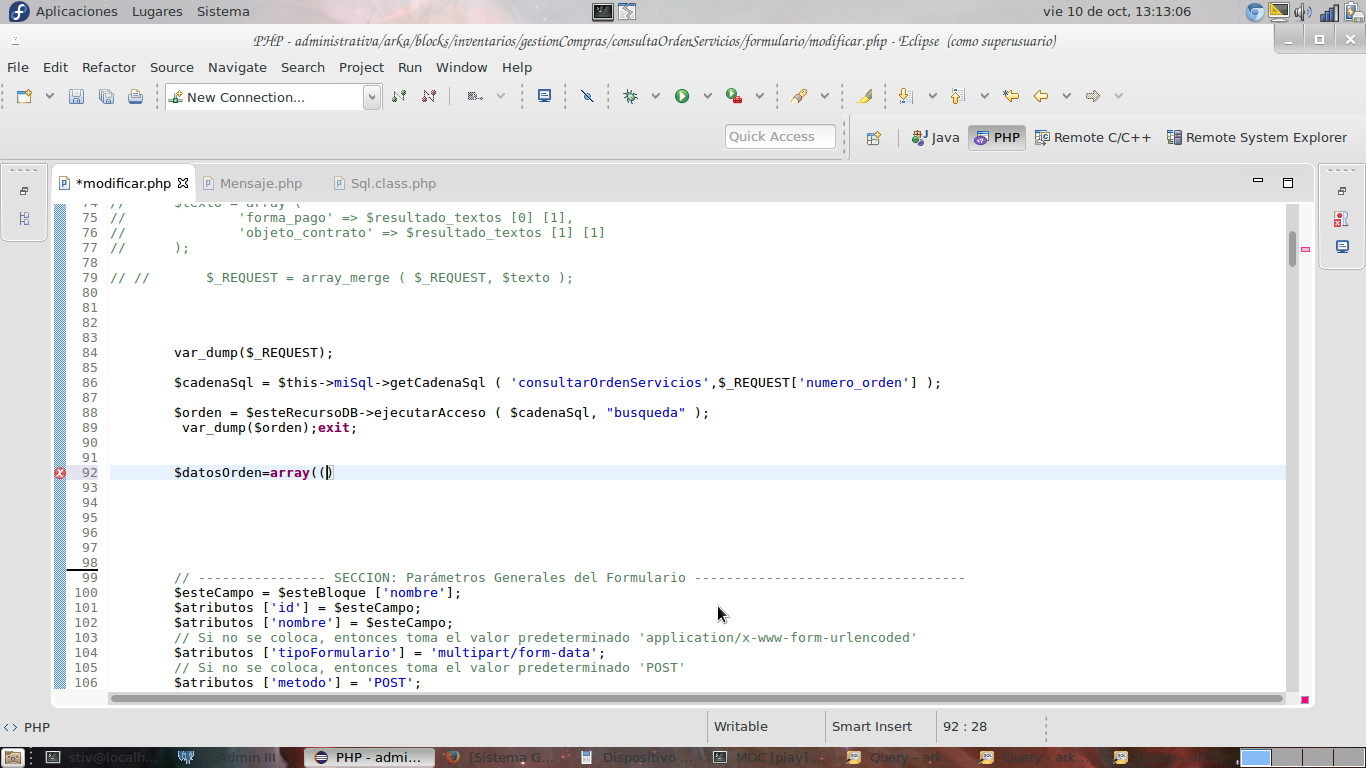 Aplicaciones Lugares Sistema vie 10 de oct, 13:13:06
PHP - administrativa/arka/blocks/inventarios/gestionCompras/consultaOrdenServicios/formulario/modificar.php - Eclipse (como superusuario)
File Edit Refactor Source Navigate Search Project Run Window Help
New Connection...
Quick Access Java PHP Remote C/C++ Remote System Explorer
*modificar.php Mensaje.php Sql.class.php
74 // $texto = array (
75 // 'forma_pago' => $resultado_textos [0] [1],
76 // 'objeto_contrato' => $resultado_textos [1] [1]
77 // );
78
79 // // $_REQUEST = array_merge ( $_REQUEST, $texto );
80
81
82
83
84 var_dump($_REQUEST);
85
86 $cadenaSql = $this->miSql->getCadenaSql ( 'consultarOrdenServicios',$_REQUEST['numero_orden'] );
87
88 $orden = $esteRecursoDB->ejecutarAcceso ( $cadenaSql, "busqueda" );
89 var_dump($orden);exit;
90
91
92 $datosOrden=array(()
93
94
95
96
97
98
99 // ---------------- SECCION: Parámetros Generales del Formulario ----------------------------------
100 $esteCampo = $esteBloque ['nombre'];
101 $atributos ['id'] = $esteCampo;
102 $atributos ['nombre'] = $esteCampo;
103 // Si no se coloca, entonces toma el valor predeterminado 'application/x-www-form-urlencoded'
104 $atributos ['tipoFormulario'] = 'multipart/form-data';
105 // Si no se coloca, entonces toma el valor predeterminado 'POST'
106 $atributos ['metodo'] = 'POST';
PHP Writable Smart Insert 92 : 28
stiv@localh... Admin III PHP - admi... [Sistema G... Dispositivo ... MOC [play] Query - ark... Query - ark... Query - ark...